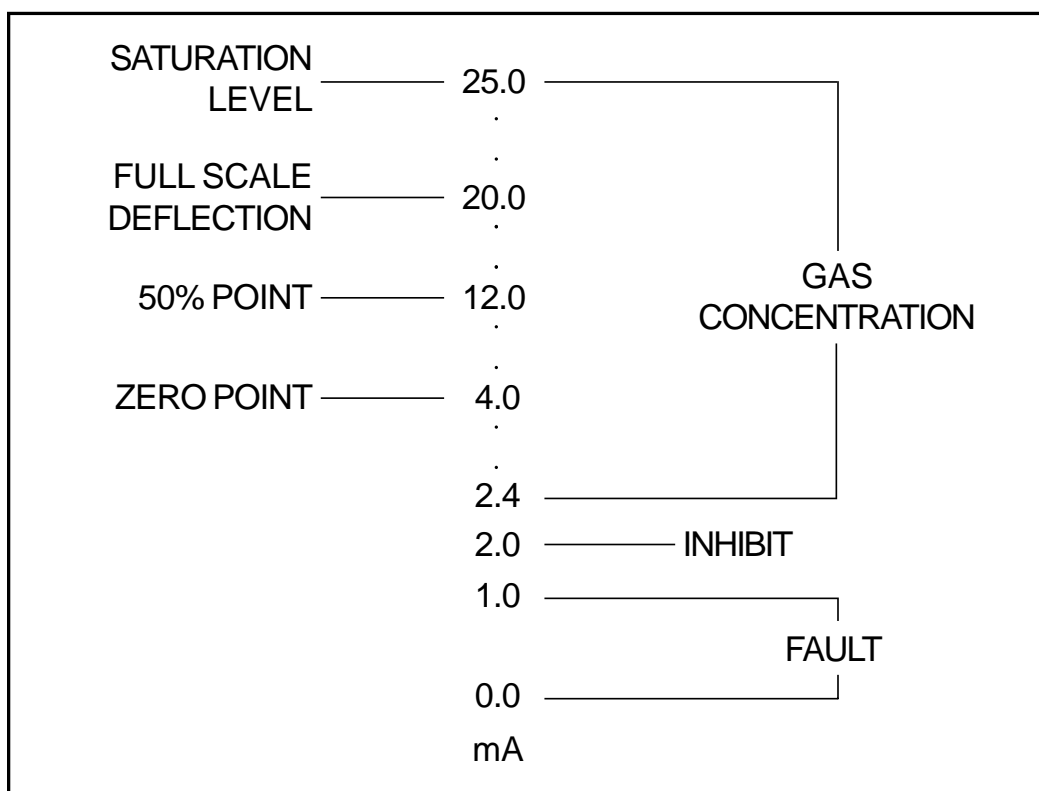 SATURATION
LEVEL
25.0
FULL SCALE
DEFLECTION
20.0
50% POINT
12.0
GAS
CONCENTRATION
ZERO POINT
4.0
2.4
2.0
INHIBIT
1.0
FAULT
0.0
mA